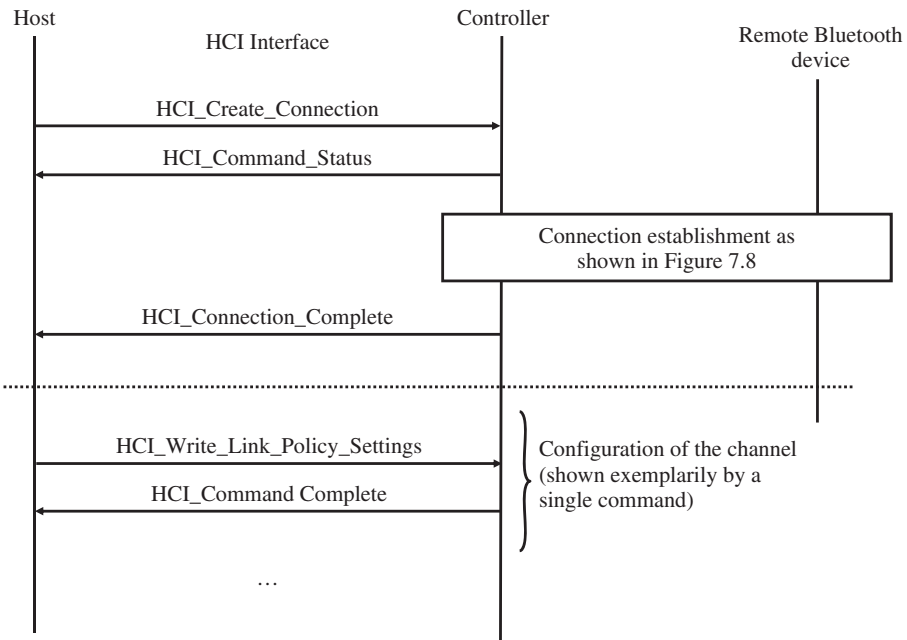 Host
Controller
HCI Interface
Remote Bluetooth
device
HCI_Create_Connection
HCI_Command_Status
Connection establishment as
shown in Figure 7.8
HCI_Connection_Complete
HCI_Write_Link_Policy_Settings
HCI_Command Complete
Configuration of the channel
(shown exemplarily by a
single command)
…